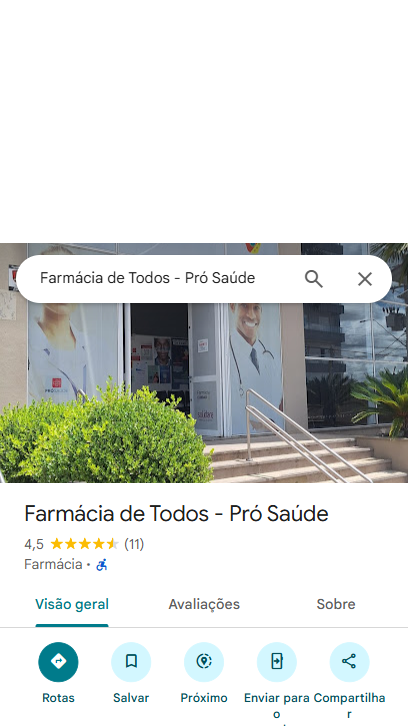 Farmácia de Todos - Pró Saúde
Farmácia de Todos - Pró Saúde
4,5 (11)
Farmácia ·
Visão geral
Avaliações
Sobre
Rotas
Salvar
Próximo
Enviar para o
Compartilhar